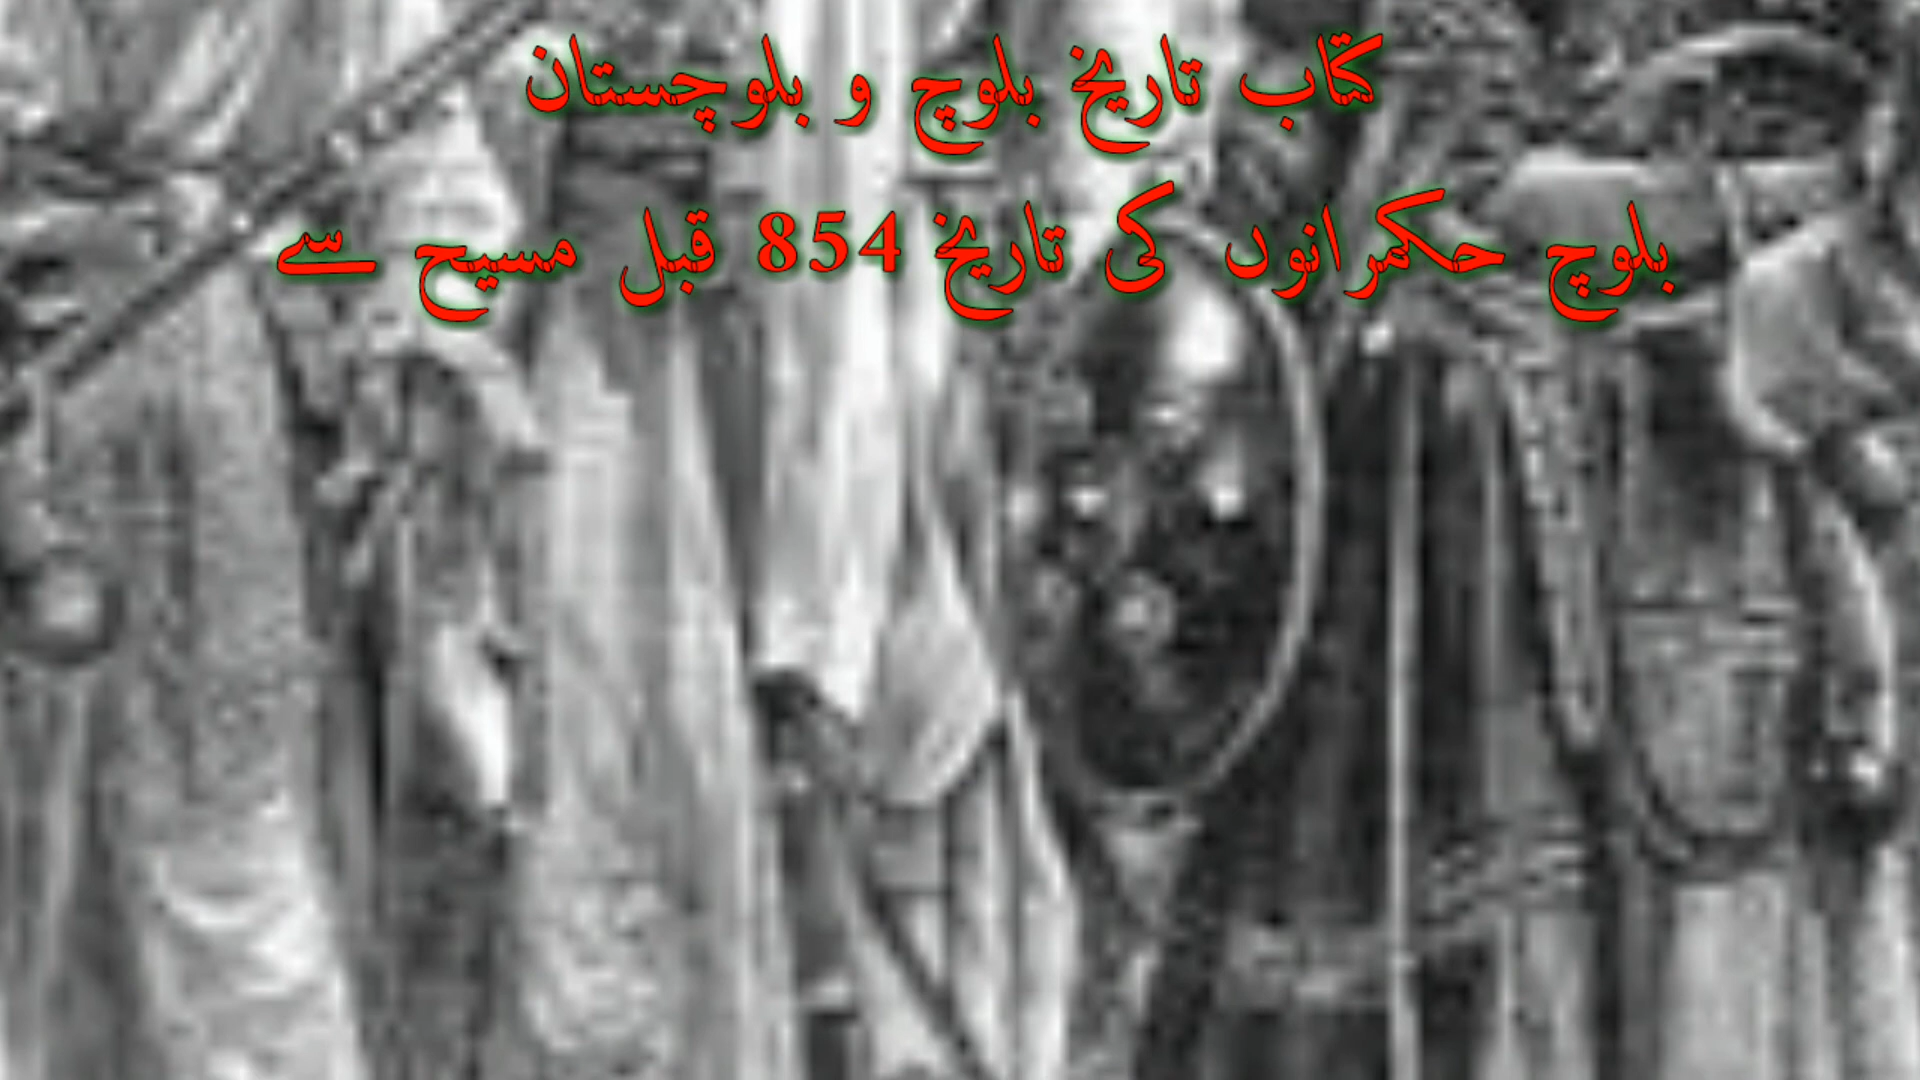 کتاب تاریخ بلوچ و بلوچستان
بلوچ حکمرانوں کی تاریخ 854 قبل مسیح سے